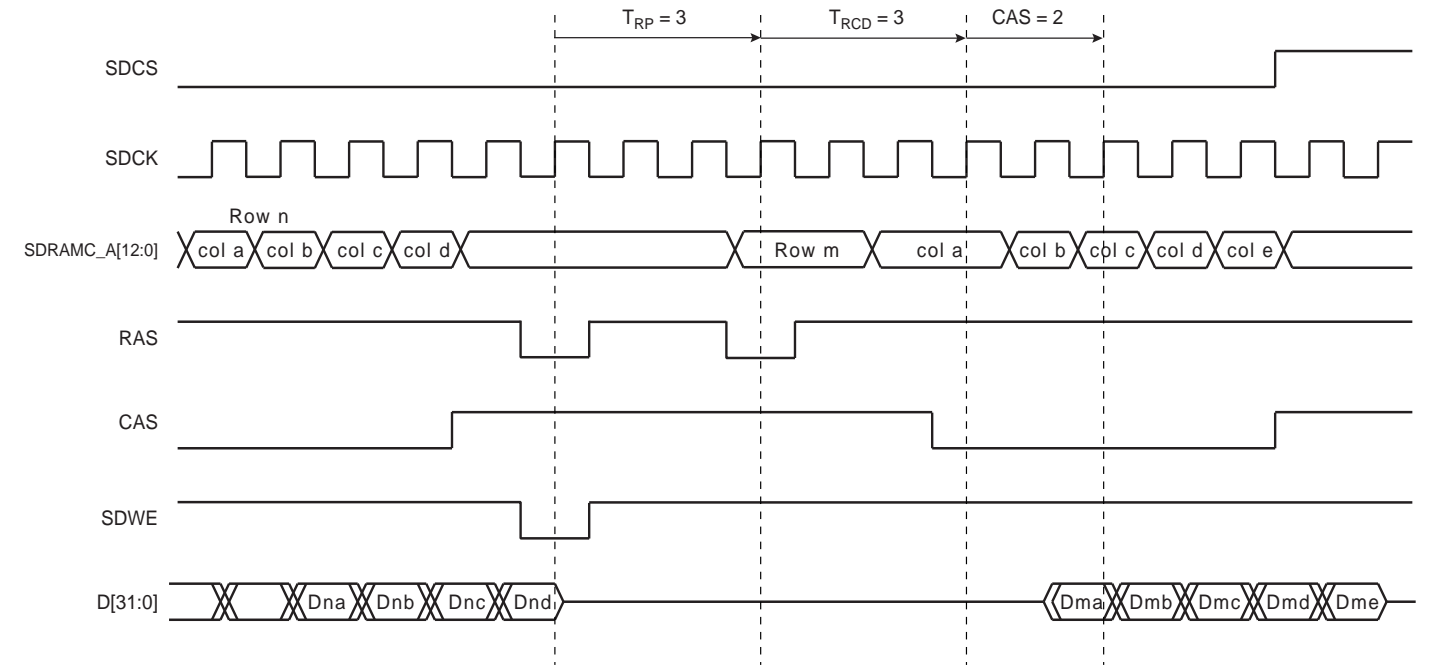 TRP = 3 TRCD = 3 CAS = 2
SDCS
SDCK
Row n
SDRAMC_A[12:0] col a col b col c col d Row m col a col b col c col d col e
RAS
CAS
SDWE
D[31:0] Dna Dnb Dnc Dnd Dma Dmb Dmc Dmd Dme